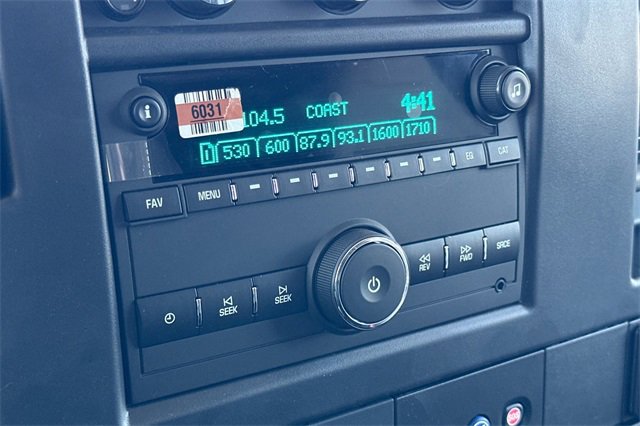 6031
104.5 COAST 4:41
1 530 600 87.9 93.1 1600 1710
i
FAV MENU EQ CAT
SEEK SEEK REV FWD SRCE